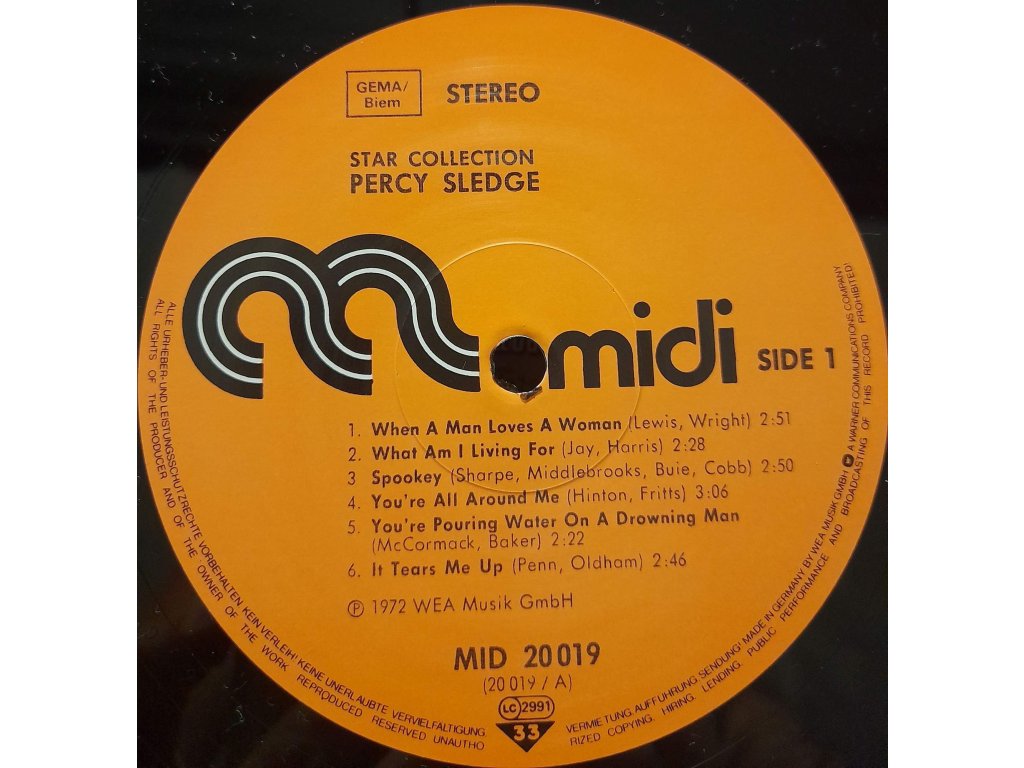 GEMA/
Biem
STEREO
STAR COLLECTION
PERCY SLEDGE
midi
SIDE 1
1. When A Man Loves A Woman (Lewis, Wright) 2:51
2. What Am I Living For (Jay, Harris) 2:28
3 Spookey (Sharpe, Middlebrooks, Buie, Cobb) 2:50
4. You're All Around Me (Hinton, Fritts) 3:06
5. You're Pouring Water On A Drowning Man
(McCormack, Baker) 2:22
6. It Tears Me Up (Penn, Oldham) 2:46
℗ 1972 WEA Musik GmbH
MID 20 019
(20 019 / A)
LC 2991
33
ALLE URHEBER- UND LEISTUNGSSCHUTZRECHTE VORBEHALTEN KEIN VERLEIH! KEINE UNERLAUBTE VERVIELFÄLTIGUNG. VERMIETUNG, AUFFÜHRUNG, SENDUNG! MADE IN GERMANY BY WEA MUSIK GMBH A WARNER COMMUNICATIONS COMPANY
ALL RIGHTS OF THE PRODUCER AND OF THE OWNER OF THE WORK REPRODUCED RESERVED UNAUTHO RIZED COPYING. HIRING. LENDING. PUBLIC PERFORMANCE AND BROADCASTING OF THIS RECORD PROHIBITED!